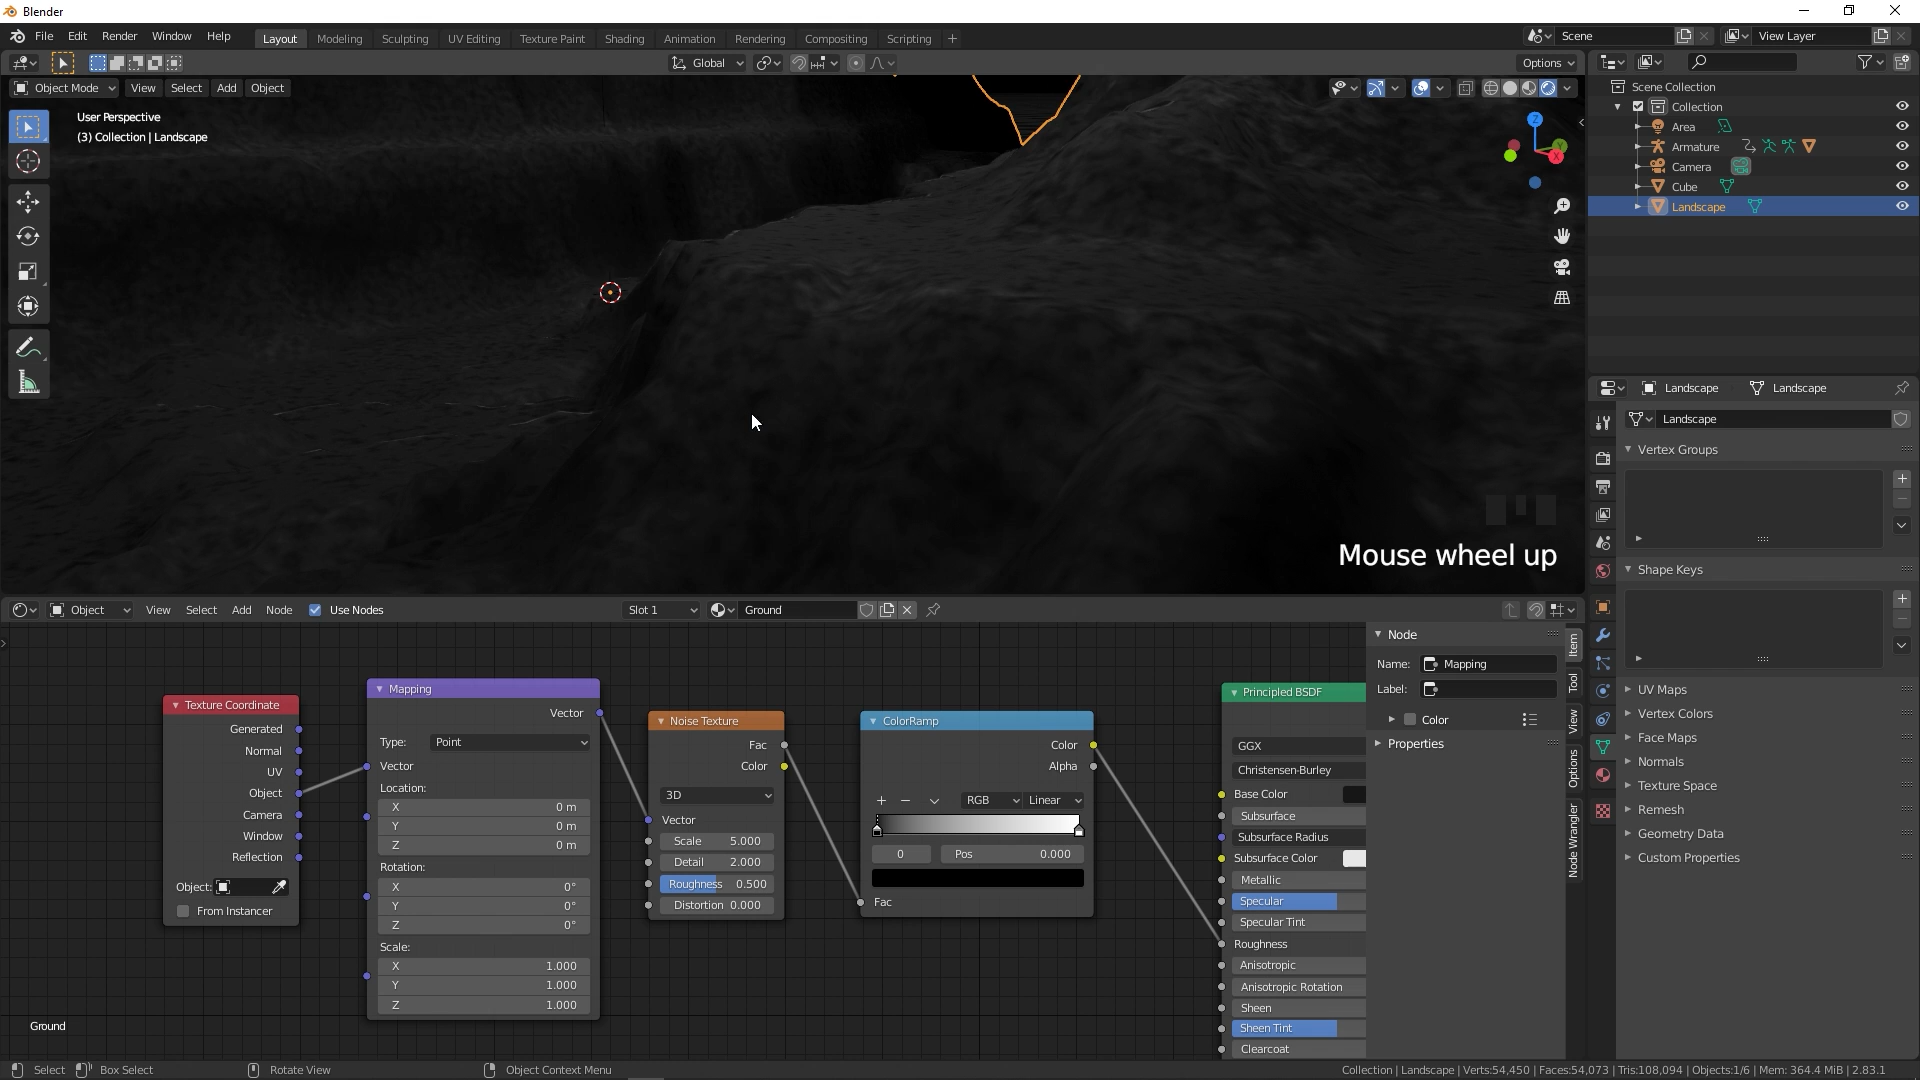 Blender
File Edit Render Window Help
Layout Modeling Sculpting UV Editing Texture Paint Shading Animation Rendering Compositing Scripting +
Scene
View Layer
Global
Options
Object Mode View Select Add Object
User Perspective
(3) Collection | Landscape
Z
Y
X
Mouse wheel up
Scene Collection
Collection
Area
Armature
Camera
Cube
Landscape
Landscape Landscape
Landscape
Vertex Groups
Shape Keys
UV Maps
Vertex Colors
Face Maps
Normals
Texture Space
Remesh
Geometry Data
Custom Properties
Object View Select Add Node Use Nodes Slot 1 Ground
Texture Coordinate
Generated
Normal
UV
Object
Camera
Window
Reflection
Object:
From Instancer
Mapping
Vector
Type: Point
Vector
Location:
X 0 m
Y 0 m
Z 0 m
Rotation:
X 0°
Y 0°
Z 0°
Scale:
X 1.000
Y 1.000
Z 1.000
Noise Texture
Fac
Color
3D
Vector
Scale 5.000
Detail 2.000
Roughness 0.500
Distortion 0.000
ColorRamp
Color
Alpha
RGB Linear
0 Pos 0.000
Fac
Principled BSDF
GGX
Christensen-Burley
Base Color
Subsurface
Subsurface Radius
Subsurface Color
Metallic
Specular
Specular Tint
Roughness
Anisotropic
Anisotropic Rotation
Sheen
Sheen Tint
Clearcoat
Node
Name: Mapping
Label:
Color
Properties
Item
Tool
View
Options
Node Wrangler
Ground
Select Box Select Rotate View Object Context Menu
Collection | Landscape | Verts:54,450 | Faces:54,073 | Tris:108,094 | Objects:1/6 | Mem: 364.4 MiB | 2.83.1